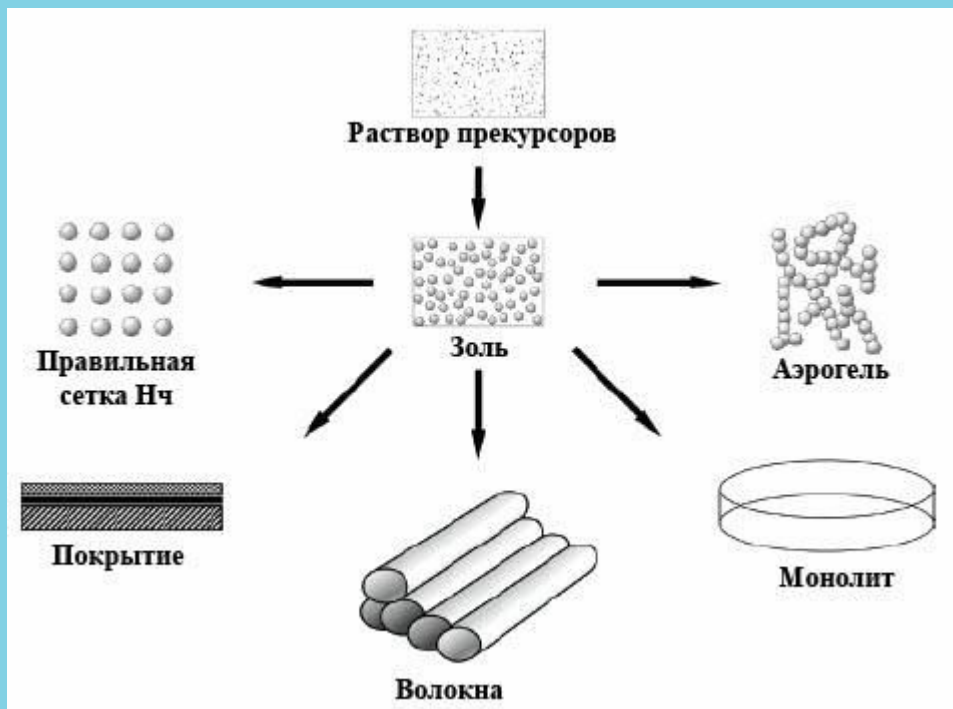 Раствор прекурсоров
Золь
Правильная
сетка Нч
Аэрогель
Покрытие
Монолит
Волокна